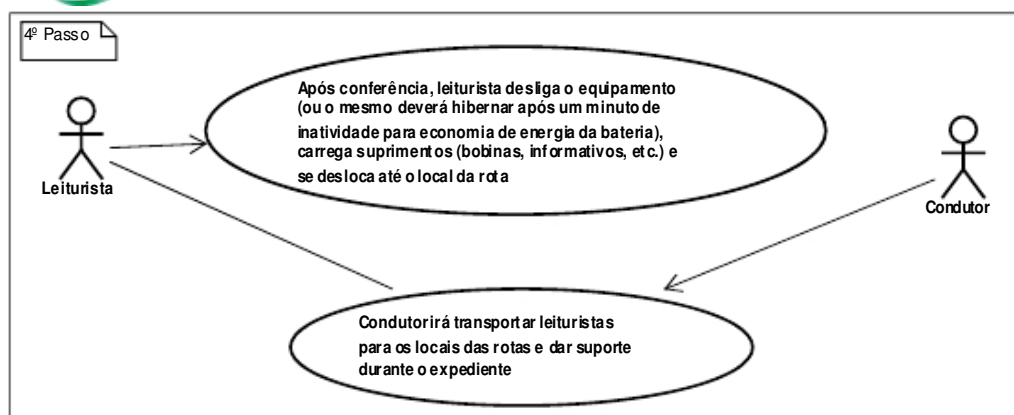 4º Passo
Após conferência, leiturista desliga o equipamento
(ou o mesmo deverá hibernar após um minuto de
inatividade para economia de energia da bateria),
carrega suprimentos (bobinas, informativos, etc.) e
se desloca até o local da rota
Leiturista
Condutor
Condutor irá transportar leituristas
para os locais das rotas e dar suporte
durante o expediente